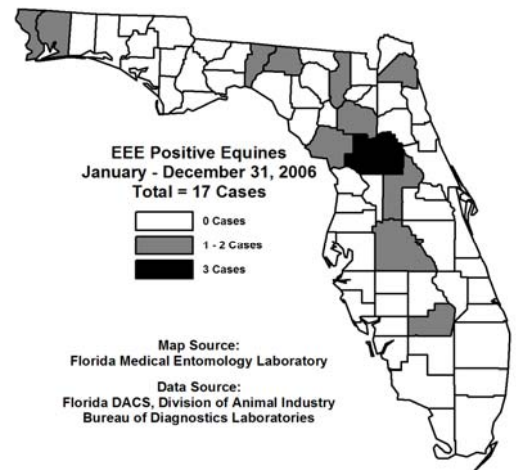 EEE Positive Equines
January - December 31, 2006
Total = 17 Cases
0 Cases
1 - 2 Cases
3 Cases
Map Source:
Florida Medical Entomology Laboratory
Data Source:
Florida DACS, Division of Animal Industry
Bureau of Diagnostics Laboratories